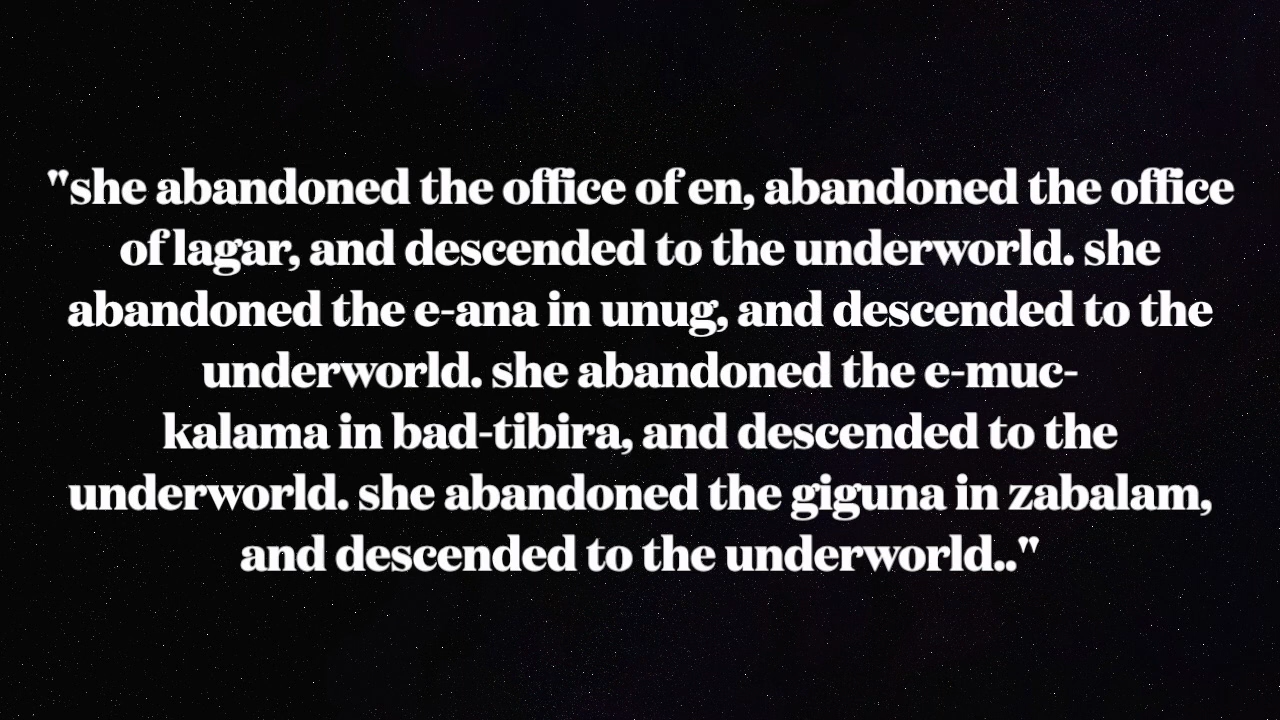 "she abandoned the office of en, abandoned the office
of lagar, and descended to the underworld. she
abandoned the e-ana in unug, and descended to the
underworld. she abandoned the e-muc-
kalama in bad-tibira, and descended to the
underworld. she abandoned the giguna in zabalam,
and descended to the underworld.."